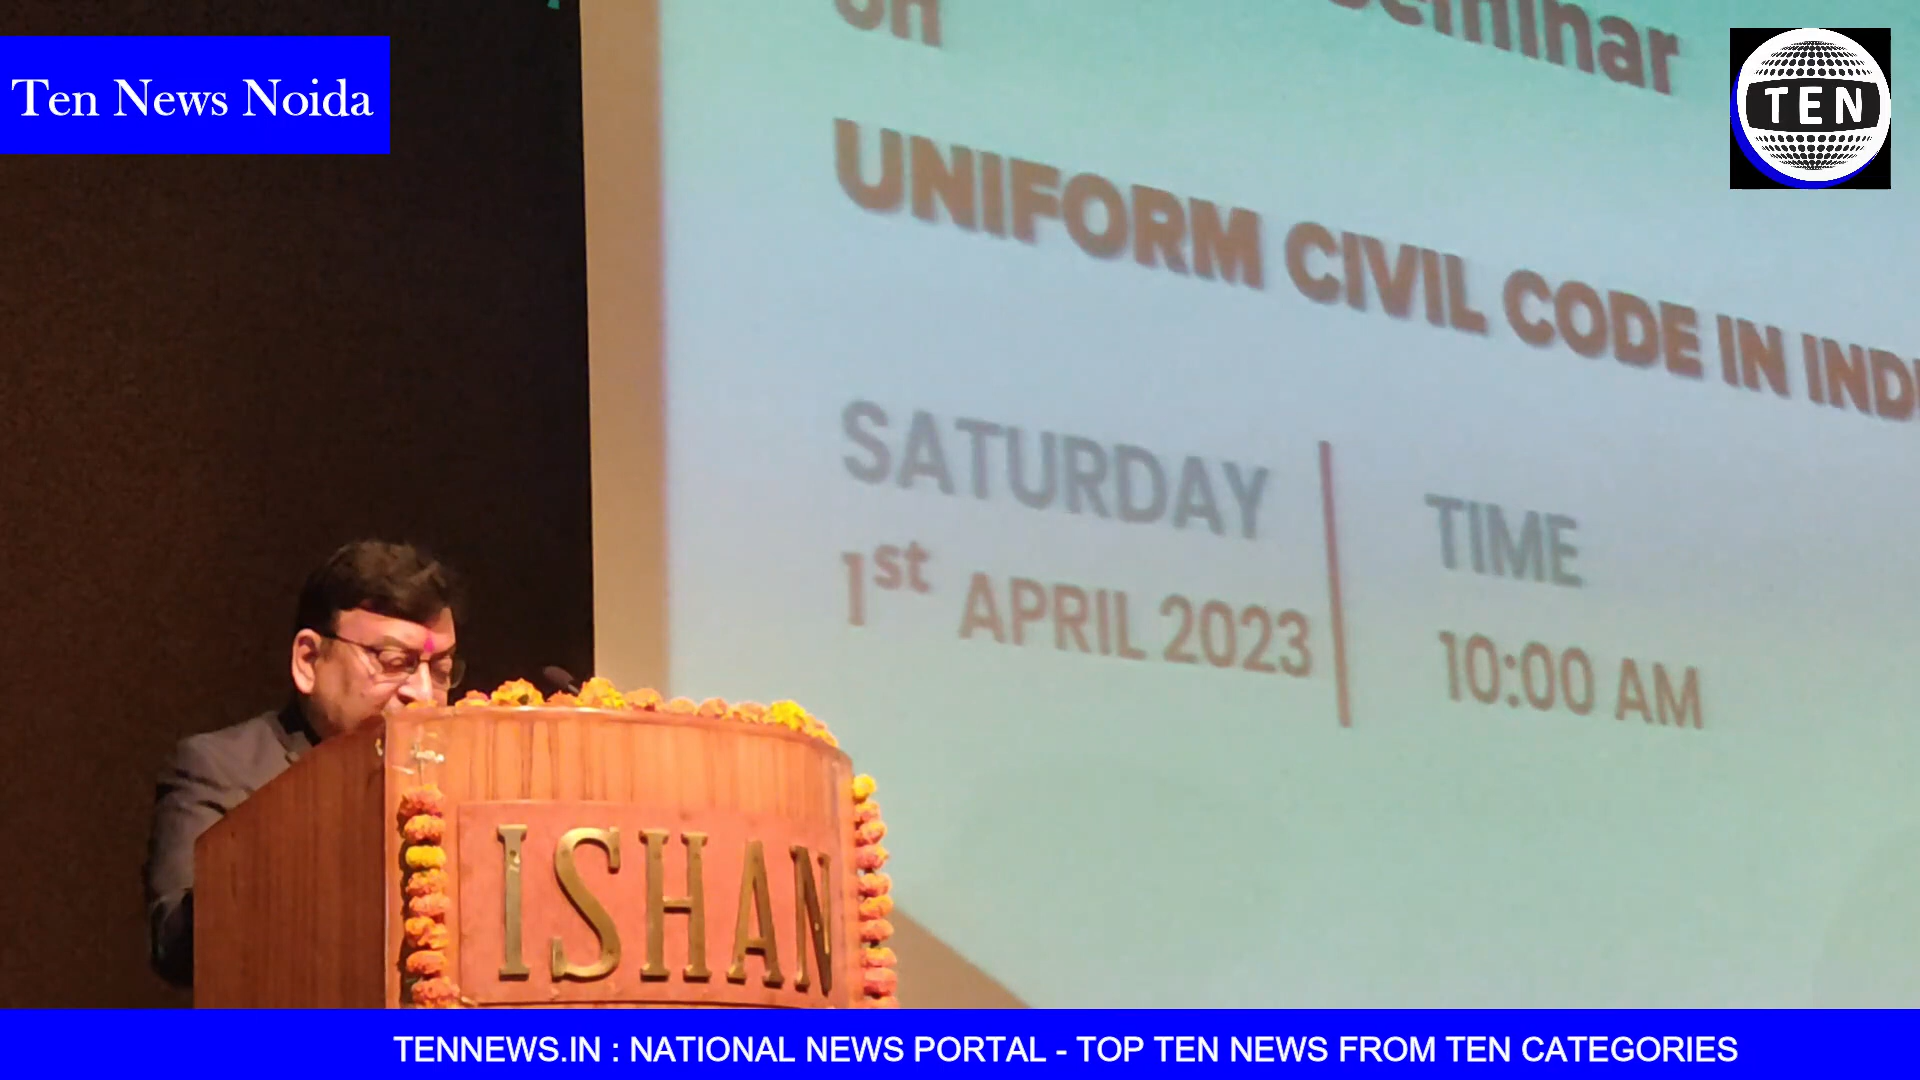 Ten News Noida
TEN
Seminar
on
UNIFORM CIVIL CODE IN IND
SATURDAY
TIME
1st APRIL 2023
10:00 AM
ISHAN
TENNEWS.IN : NATIONAL NEWS PORTAL - TOP TEN NEWS FROM TEN CATEGORIES